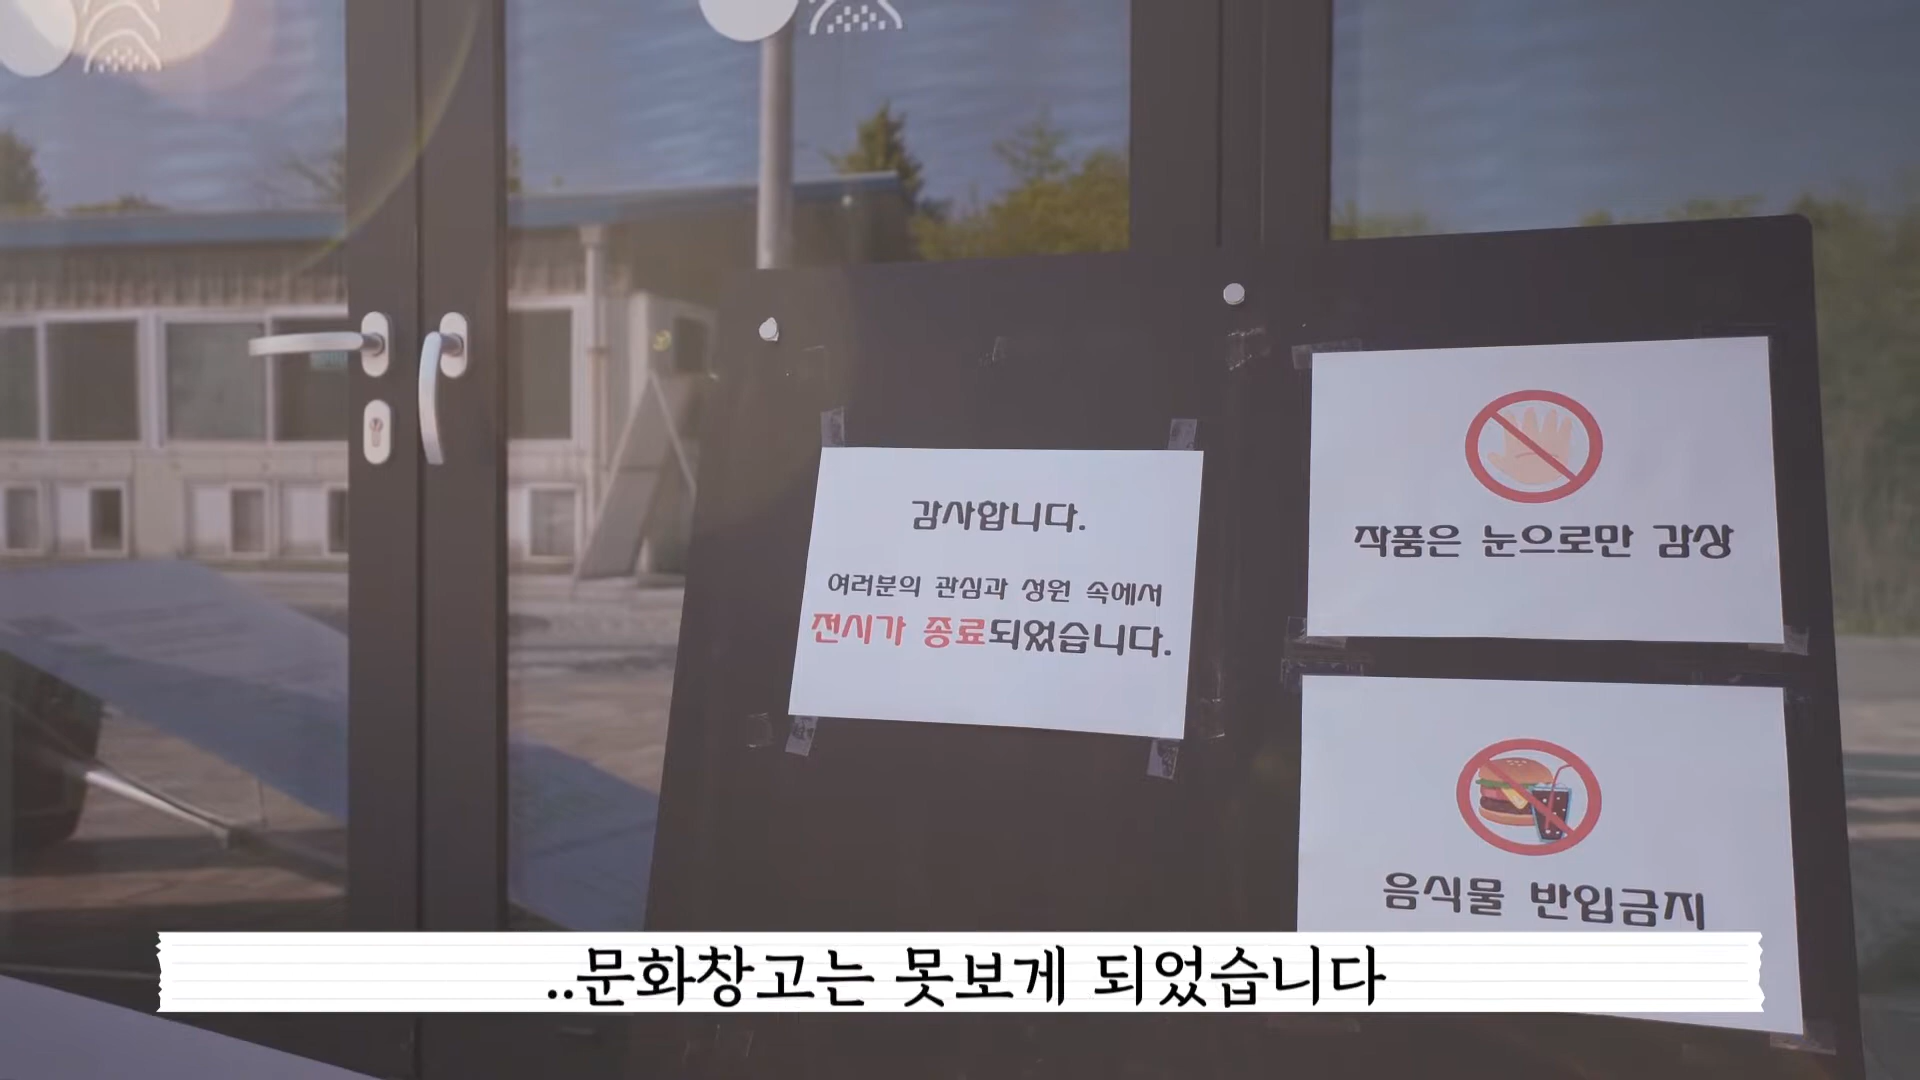 감사합니다.
여러분의 관심과 성원 속에서
전시가 종료되었습니다.
작품은 눈으로만 감상
음식물 반입금지
..문화창고는 못보게 되었습니다